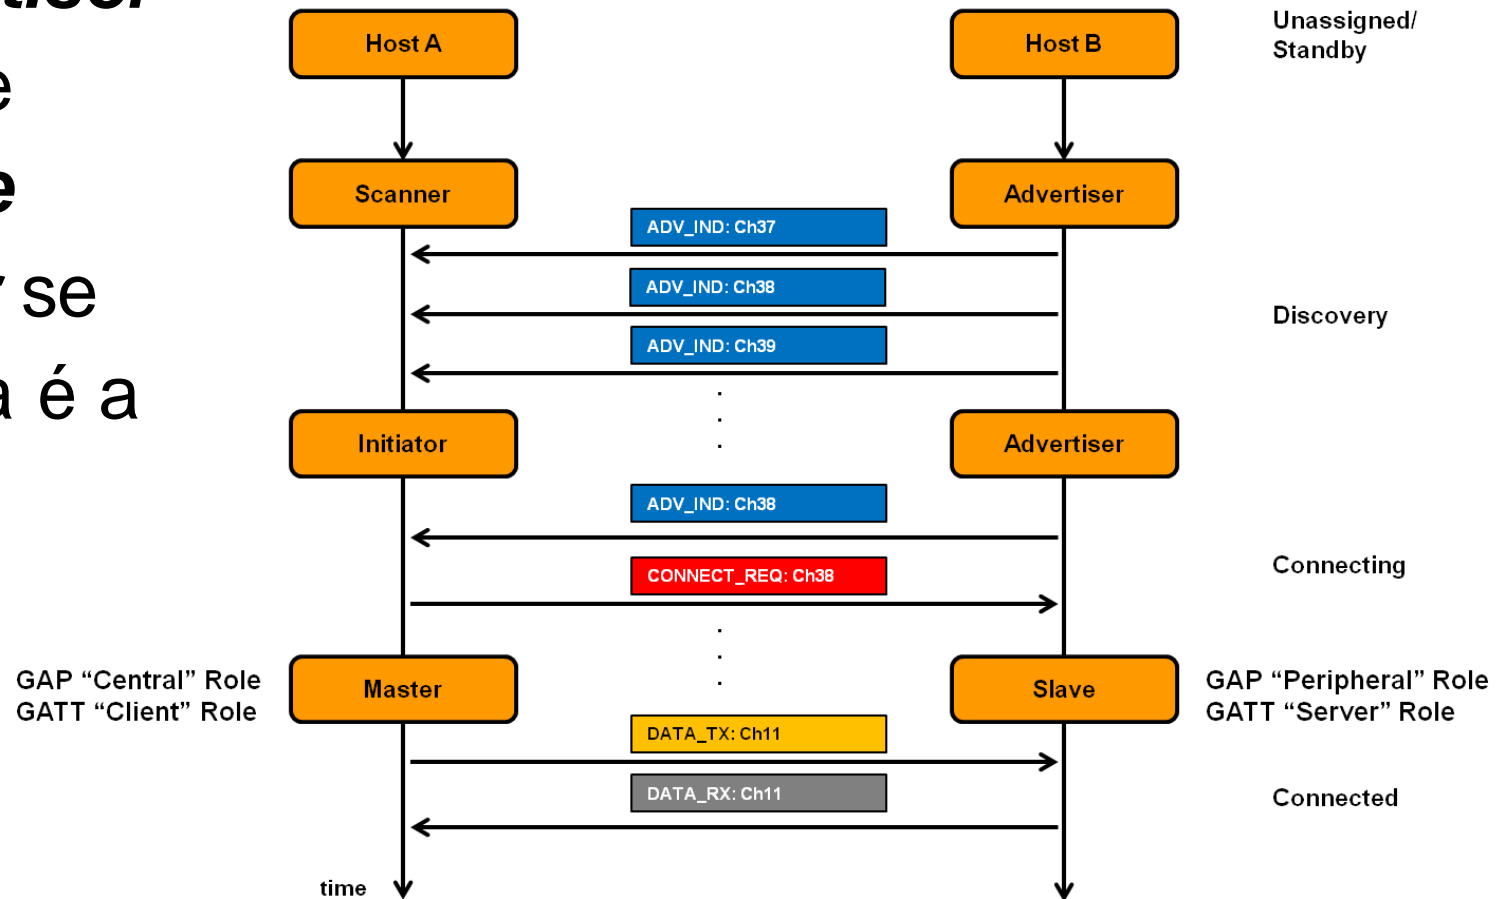 Host A
Host B
Unassigned/
Standby
e
Scanner
Advertiser
e
ADV_IND: Ch37
se
ADV_IND: Ch38
Discovery
ADV_IND: Ch39
a é a
Initiator
Advertiser
ADV_IND: Ch38
Connecting
CONNECT_REQ: Ch38
GAP “Central” Role
GATT “Client” Role
Master
Slave
GAP “Peripheral” Role
GATT “Server” Role
DATA_TX: Ch11
DATA_RX: Ch11
Connected
time